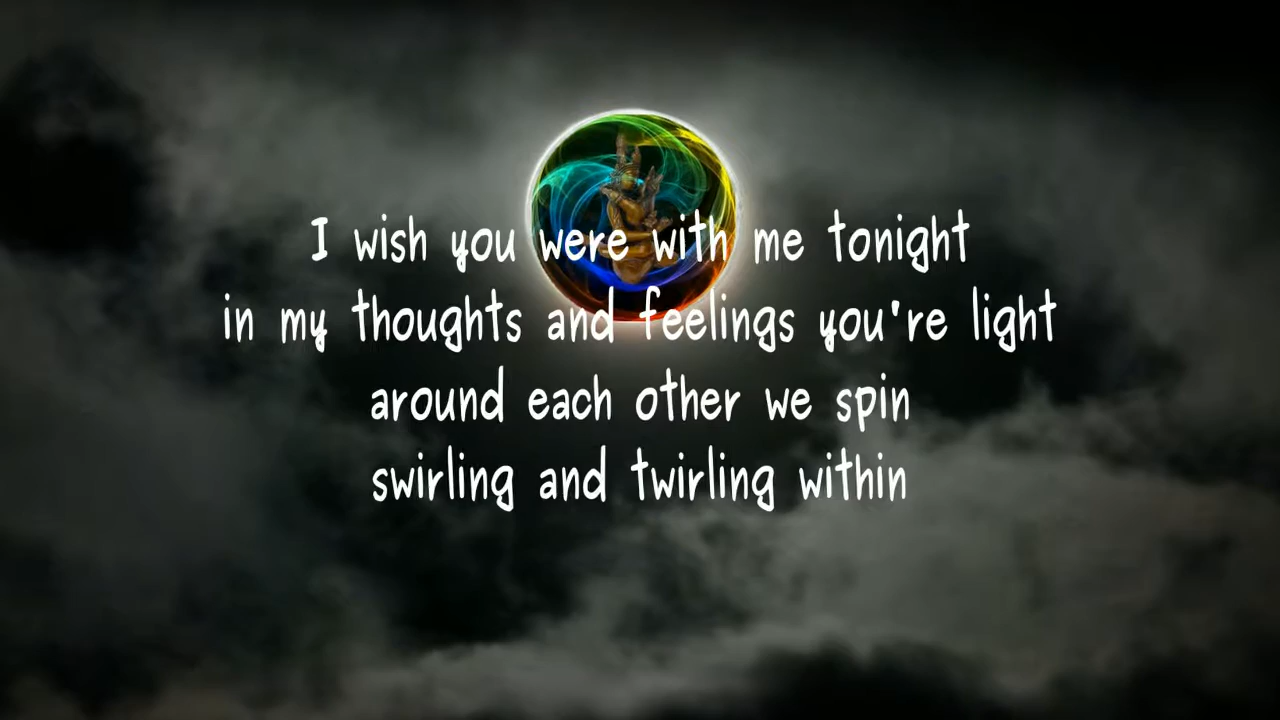 I wish you were with me tonight
in my thoughts and feelings you're light
around each other we spin
swirling and twirling within